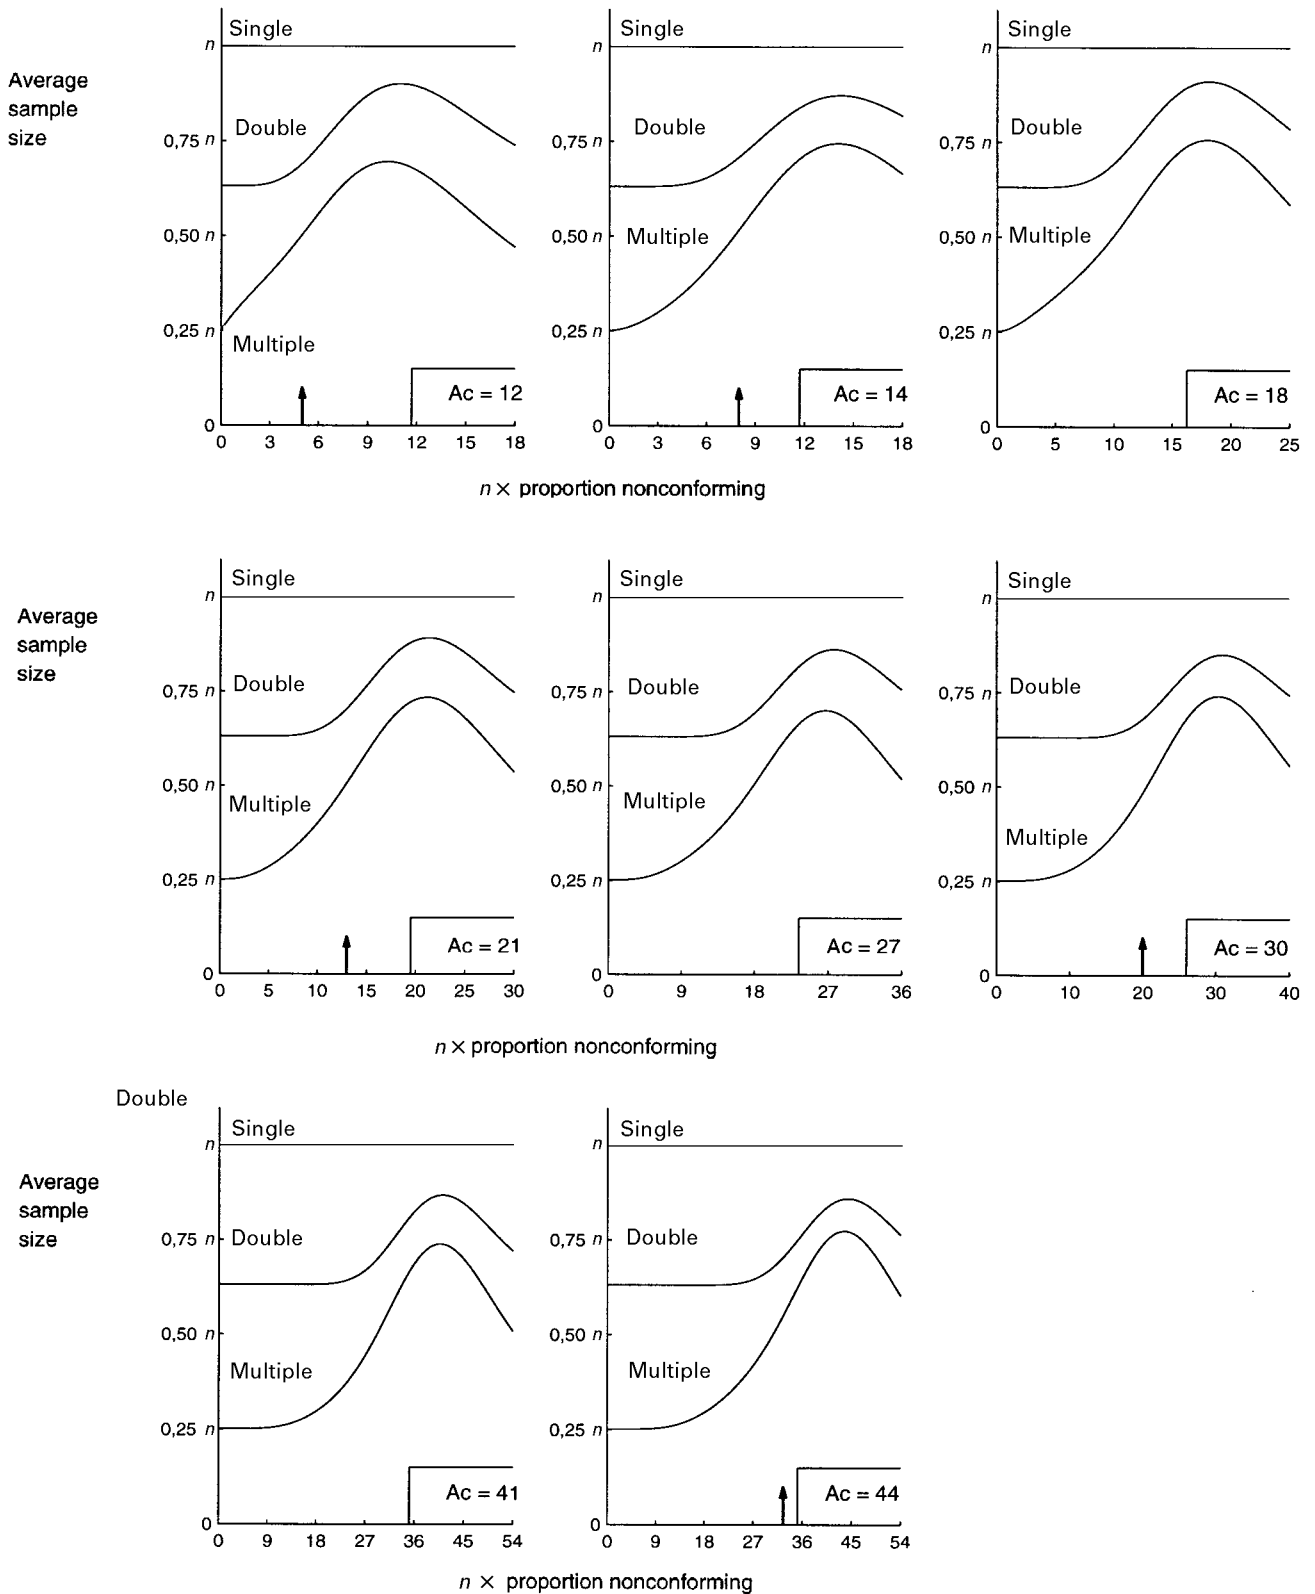 Single Single Single
n n n
Average
sample
size
Double Double Double
0,75 n 0,75 n 0,75 n
0,50 n Multiple 0,50 n Multiple 0,50 n
0,25 n 0,25 n 0,25 n
Multiple
Ac = 12 Ac = 14 Ac = 18
0 0 0
0 3 6 9 12 15 18 0 3 6 9 12 15 18 0 5 10 15 20 25
n × proportion nonconforming
Single Single Single
n n n
Average
sample
size
Double Double Double
0,75 n 0,75 n 0,75 n
0,50 n 0,50 n 0,50 n
Multiple Multiple Multiple
0,25 n 0,25 n 0,25 n
Ac = 21 Ac = 27 Ac = 30
0 0 0
0 5 10 15 20 25 30 0 9 18 27 36 0 10 20 30 40
n × proportion nonconforming
Double
Single Single
n n
Average
sample
size
Double Double
0,75 n 0,75 n
0,50 n 0,50 n
Multiple Multiple
0,25 n 0,25 n
Ac = 41 Ac = 44
0 0
0 9 18 27 36 45 54 0 9 18 27 36 45 54
n × proportion nonconforming